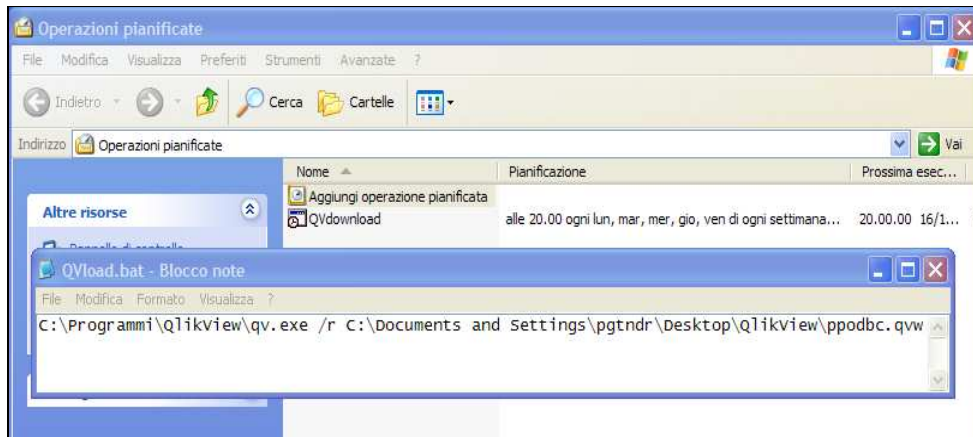 Operazioni pianificate
File Modifica Visualizza Preferiti Strumenti Avanzate ?
Indietro Cerca Cartelle
Indirizzo Operazioni pianificate Vai
Nome Pianificazione Prossima esec...
Aggiungi operazione pianificata
Altre risorse
QVdownload alle 20.00 ogni lun, mar, mer, gio, ven di ogni settimana... 20.00.00 16/1...
Pannello di controllo
QVload.bat - Blocco note
File Modifica Formato Visualizza ?
C:\Programmi\QlikView\qv.exe /r C:\Documents and Settings\pgtndr\Desktop\QlikView\ppodbc.qvw